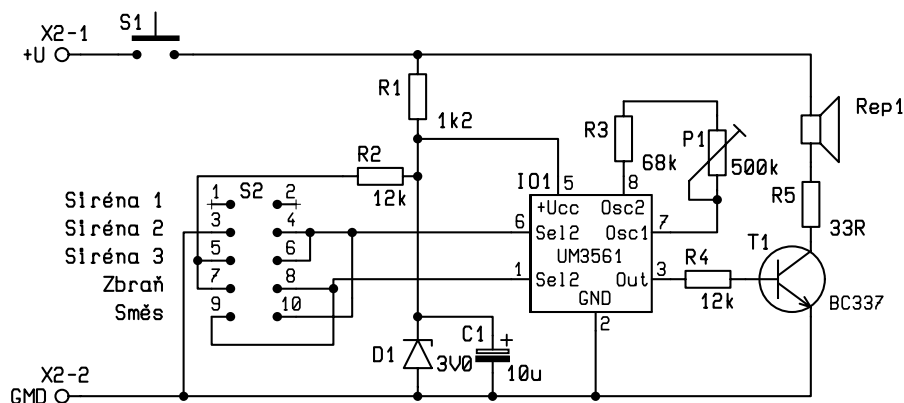 S1
X2-1
+U
R1
1k2
R2
12k
R3
68k
P1
500k
Rep1
R5
33R
IO1
5
8
+Ucc
Osc2
6
Sel2
Osc1
7
UM3561
1
Sel2
Out
3
GND
2
R4
12k
T1
BC337
S2
Siréna 1
1
2
Siréna 2
3
4
Siréna 3
5
6
Zbraň
7
8
Směs
9
10
D1
3V0
C1
+
10u
X2-2
GMD